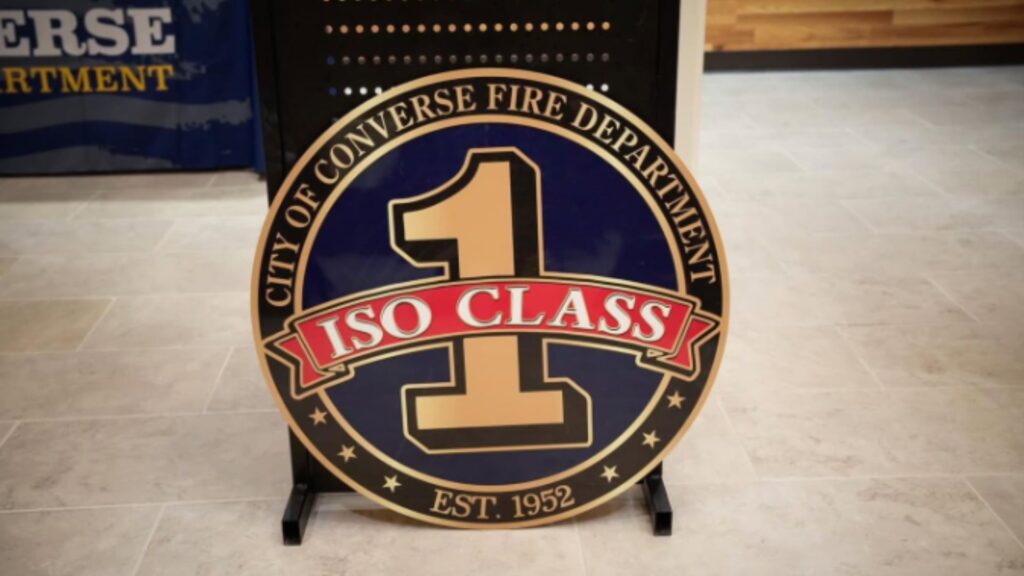 ERSE
RTMENT
CITY OF CONVERSE FIRE DEPARTMENT
1
ISO CLASS
EST. 1952